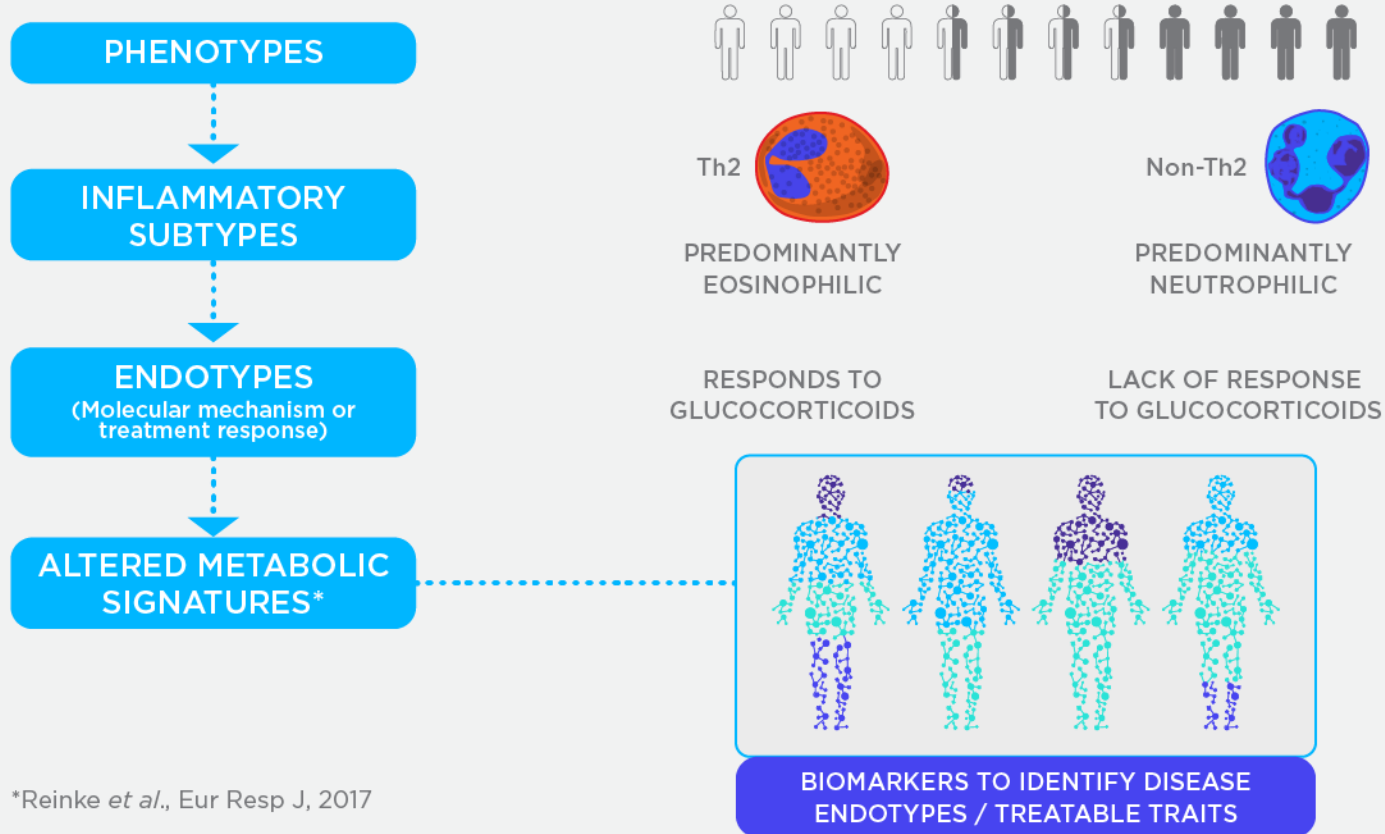 PHENOTYPES
INFLAMMATORY
SUBTYPES
ENDOTYPES
(Molecular mechanism or
treatment response)
ALTERED METABOLIC
SIGNATURES*
*Reinke et al., Eur Resp J, 2017
Th2
PREDOMINANTLY
EOSINOPHILIC
Non-Th2
PREDOMINANTLY
NEUTROPHILIC
RESPONDS TO
GLUCOCORTICOIDS
LACK OF RESPONSE
TO GLUCOCORTICOIDS
BIOMARKERS TO IDENTIFY DISEASE
ENDOTYPES / TREATABLE TRAITS